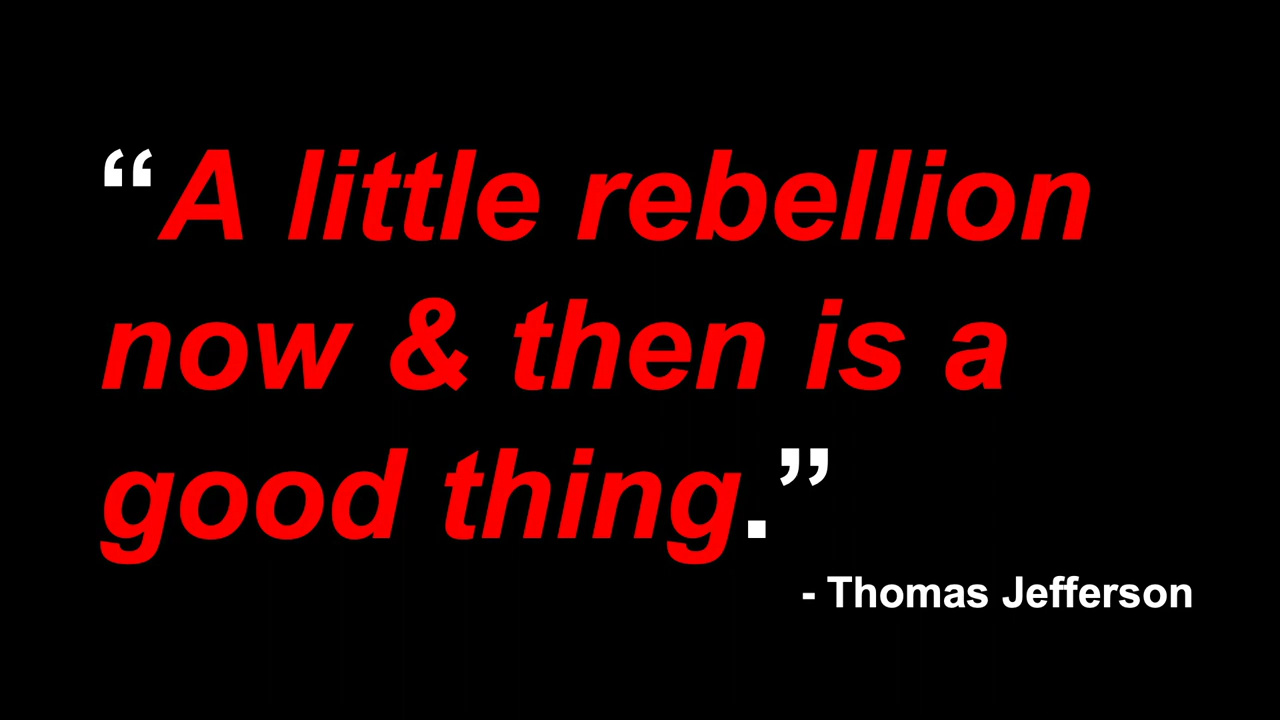 “A little rebellion
now & then is a
good thing.”
- Thomas Jefferson